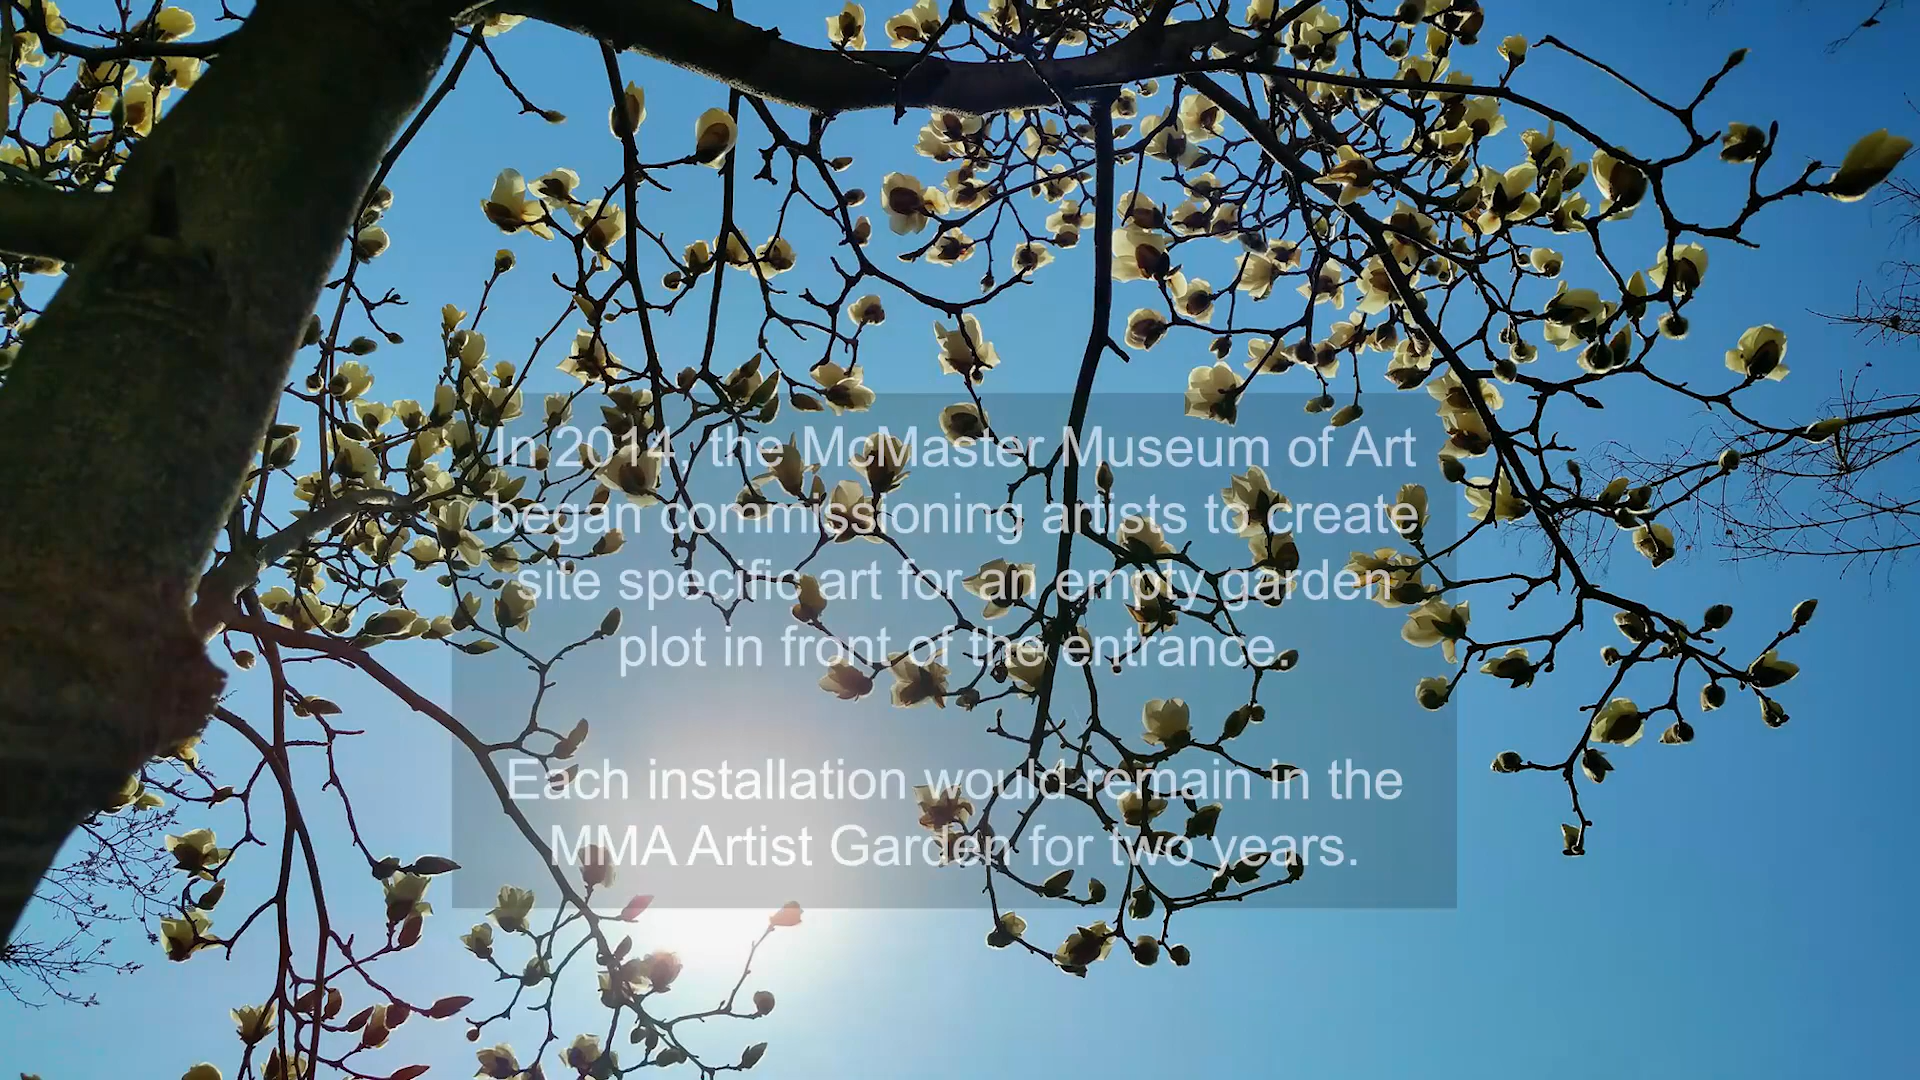 In 2014, the McMaster Museum of Art
began commissioning artists to create
site specific art for an empty garden
plot in front of the entrance.
Each installation would remain in the
MMA Artist Garden for two years.